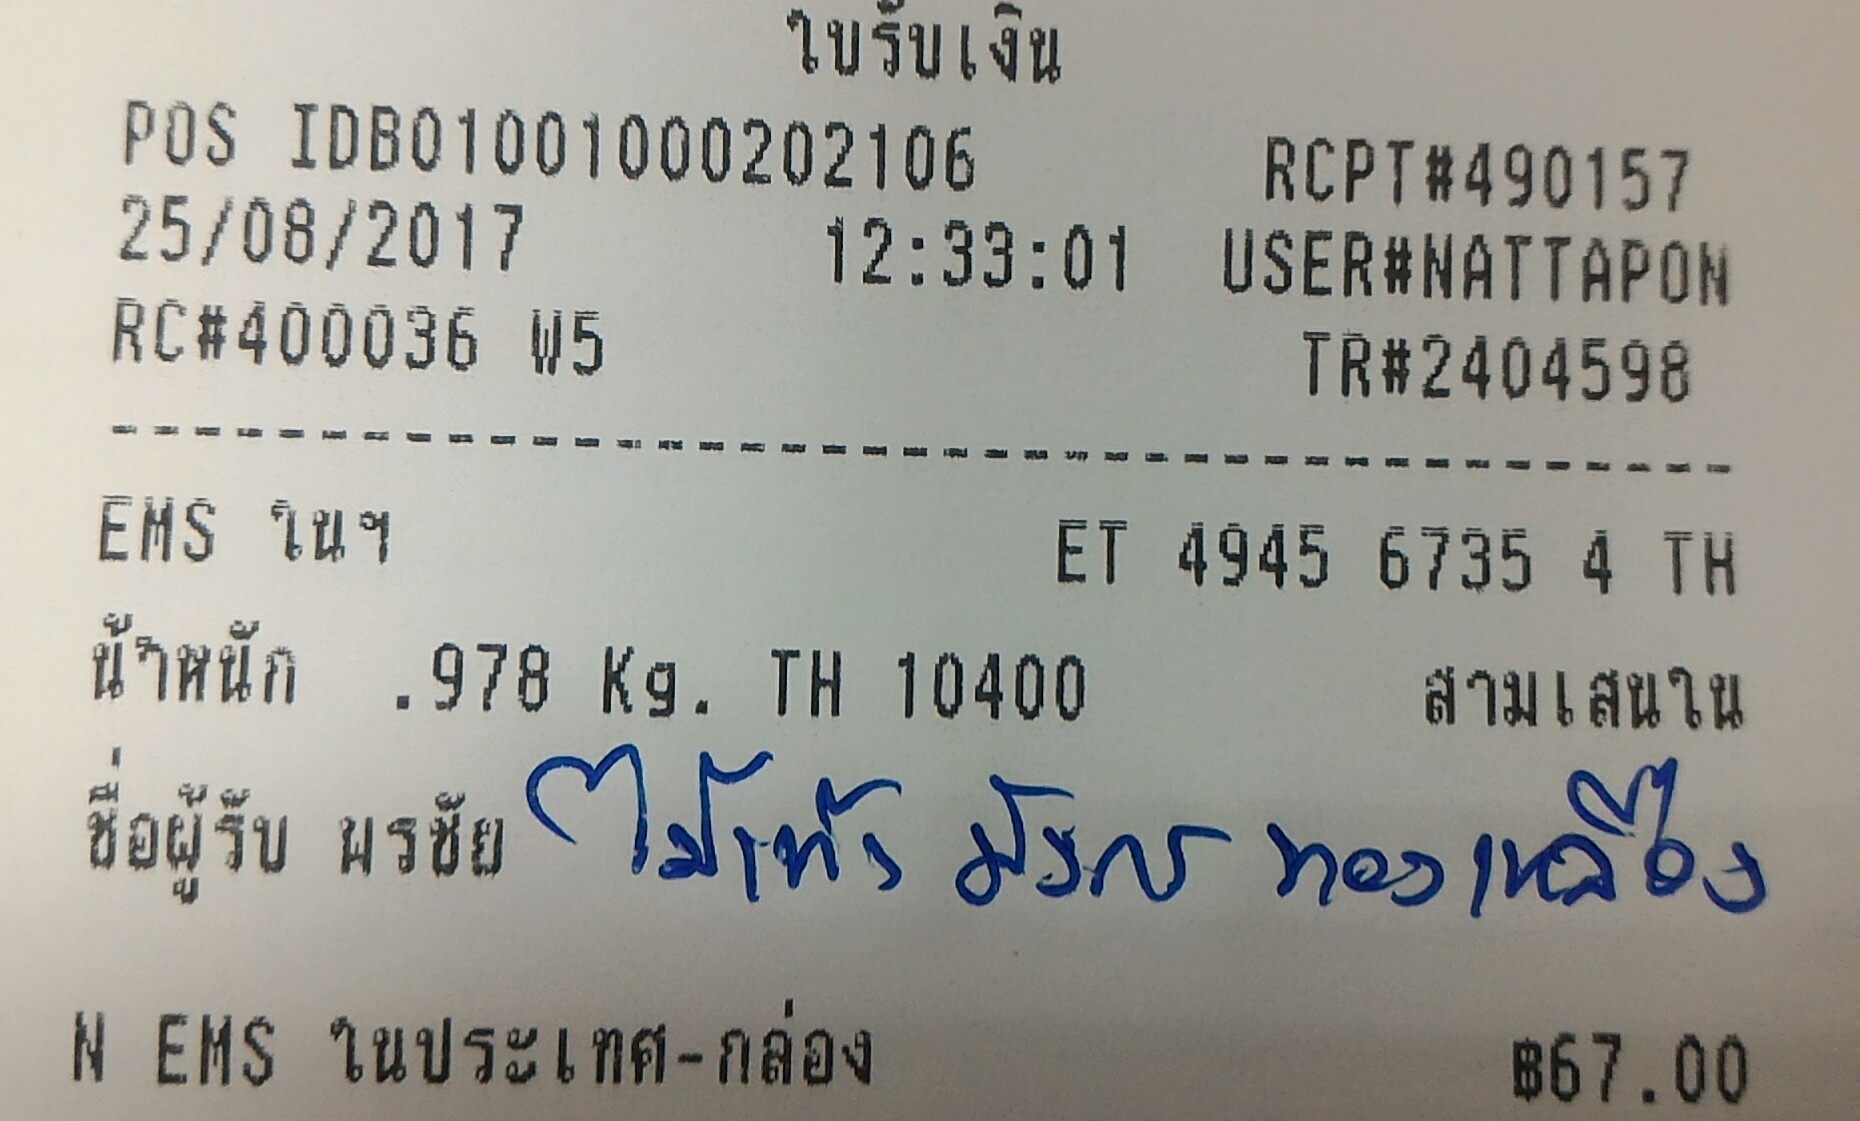 ใบรับเงิน
POS IDB01001000202106 RCPT#490157
25/08/2017 12:33:01 USER#NATTAPON
RC#400036 W5 TR#2404598
EMS ในฯ ET 4945 6735 4 TH
น้ำหนัก .978 Kg. TH 10400 สามเสนใน
ชื่อผู้รับ พรชัย ไม้เท้า มังกร ทองเหลือง
N EMS ในประเทศ-กล่อง ฿67.00